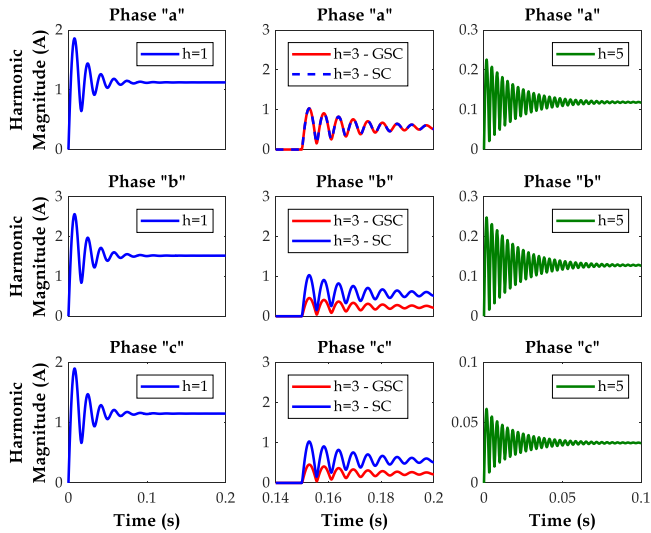 Phase "a" Phase "a" Phase "a"
Harmonic
Magnitude (A)
2
1
0
h=1
3
2
1
0
h=3 - GSC
h=3 - SC
0.3
0.2
0.1
0
h=5
Phase "b" Phase "b" Phase "b"
Harmonic
Magnitude (A)
3
2
1
0
h=1
3
2
1
0
h=3 - GSC
h=3 - SC
0.3
0.2
0.1
0
h=5
Phase "c" Phase "c" Phase "c"
Harmonic
Magnitude (A)
2
1
0
h=1
3
2
1
0
h=3 - GSC
h=3 - SC
0.1
0.05
0
h=5
0 0.1 0.2 0.14 0.16 0.18 0.2 0 0.05 0.1
Time (s) Time (s) Time (s)